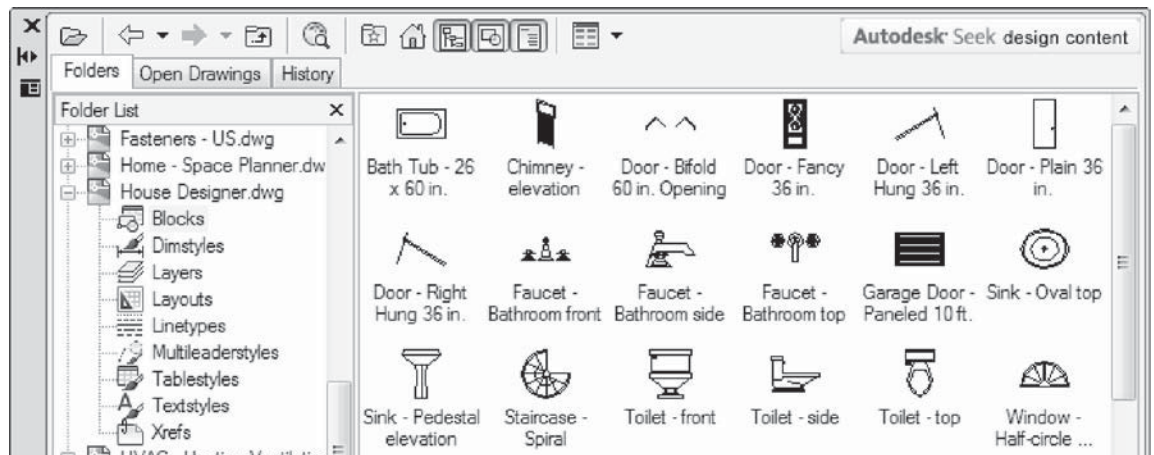 Autodesk® Seek design content
Folders
Open Drawings
History
Folder List
Fasteners - US.dwg
Home - Space Planner.dw
House Designer.dwg
Blocks
Dimstyles
Layers
Layouts
Linetypes
Multileaderstyles
Tablestyles
Textstyles
Xrefs
Bath Tub - 26
x 60 in.
Chimney -
elevation
Door - Bifold
60 in. Opening
Door - Fancy
36 in.
Door - Left
Hung 36 in.
Door - Plain 36
in.
Door - Right
Hung 36 in.
Faucet -
Bathroom front
Faucet -
Bathroom side
Faucet -
Bathroom top
Garage Door -
Paneled 10 ft.
Sink - Oval top
Sink - Pedestal
elevation
Staircase -
Spiral
Toilet - front
Toilet - side
Toilet - top
Window -
Half-circle ...